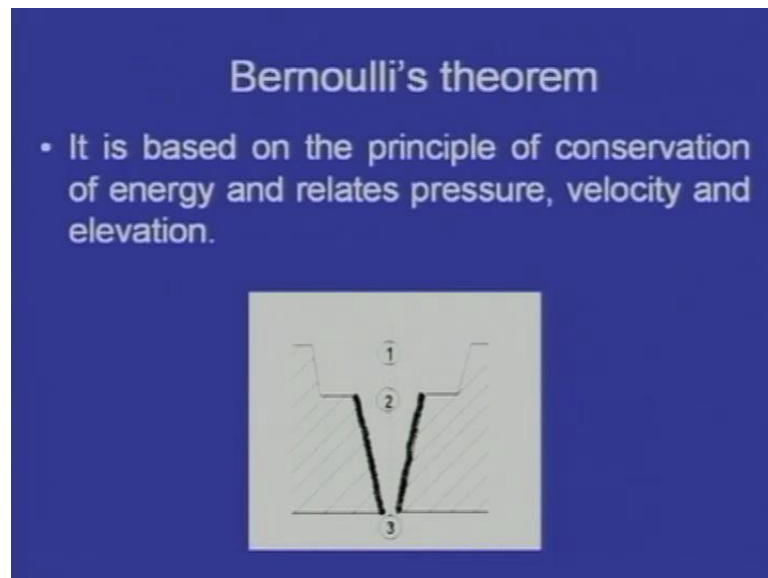 Bernoulli's theorem
• It is based on the principle of conservation
of energy and relates pressure, velocity and
elevation.
1
2
3